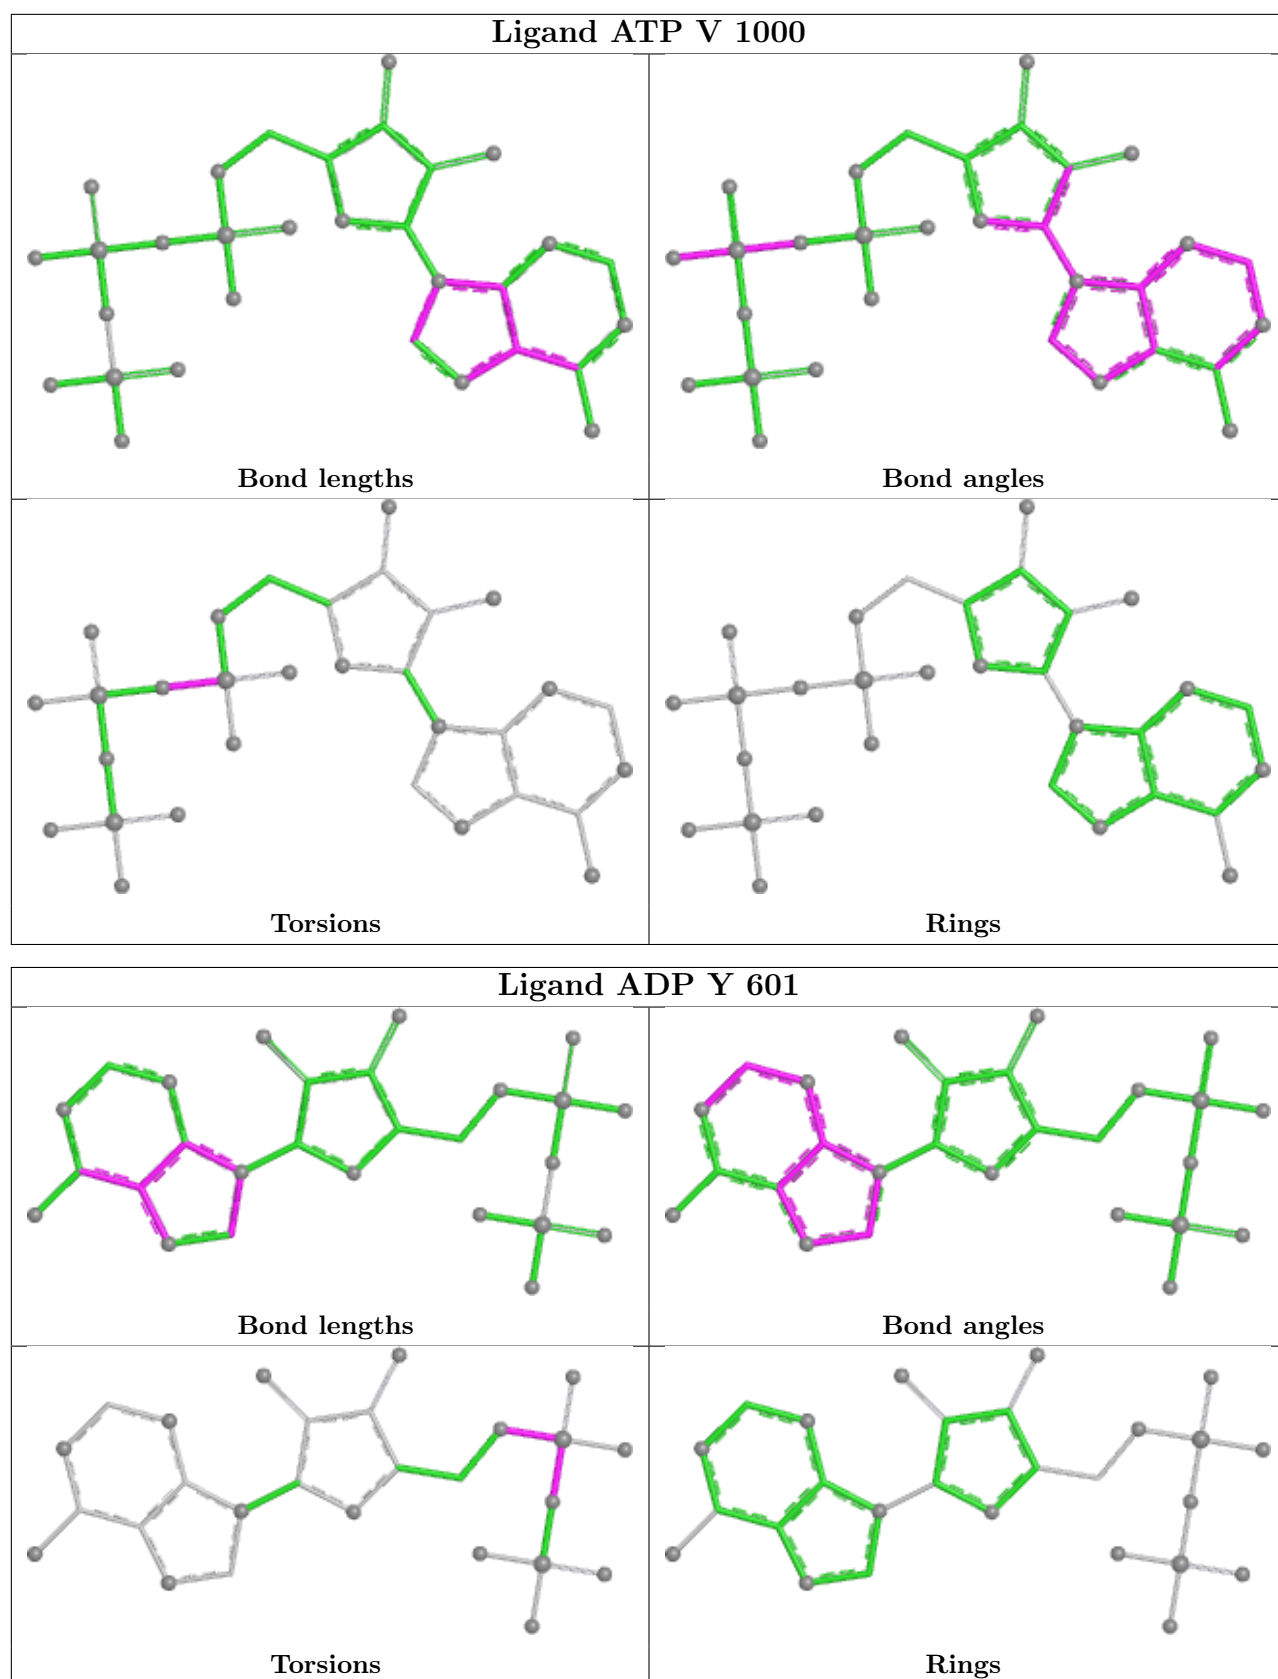 Ligand ATP V 1000
Bond lengths
Bond angles
Torsions
Rings
Ligand ADP Y 601
Bond lengths
Bond angles
Torsions
Rings